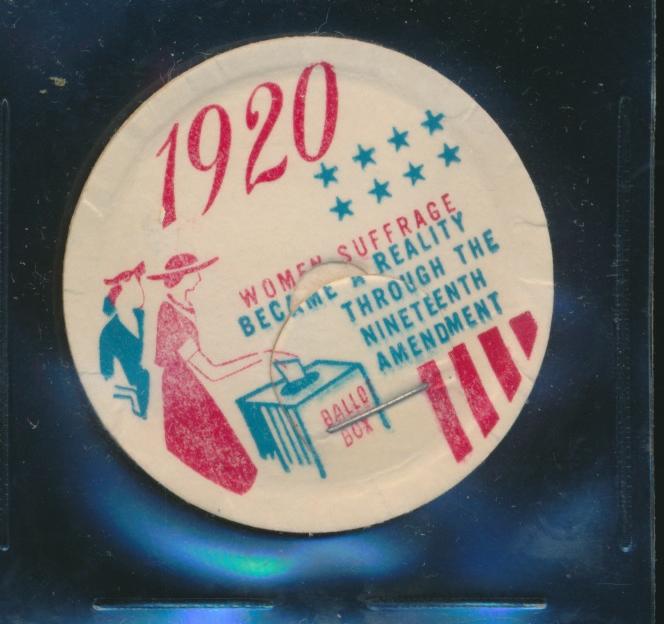 1920
WOMEN SUFFRAGE
BECAME A REALITY
THROUGH THE
NINETEENTH
AMENDMENT
BALLO
BOX